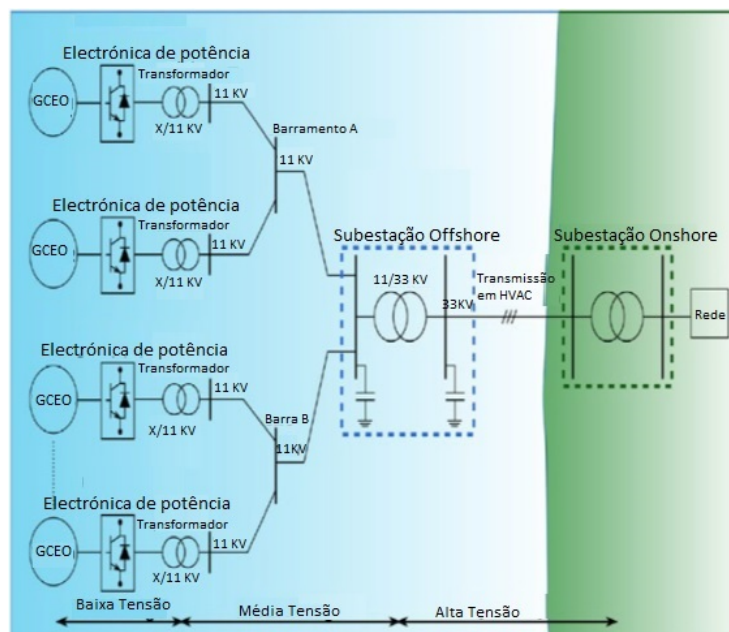 Electrónica de potência
Transformador
GCEO
11 KV
X/11 KV
Barramento A
11 KV
Electrónica de potência
Transformador
GCEO
11 KV
X/11 KV
Subestação Offshore
Subestação Onshore
11/33 KV
Transmissão
em HVAC
33KV
Rede
Electrónica de potência
Transformador
GCEO
11 KV
X/11 KV
Barra B
11KV
Electrónica de potência
Transformador
GCEO
11 KV
X/11 KV
Baixa Tensão
Média Tensão
Alta Tensão